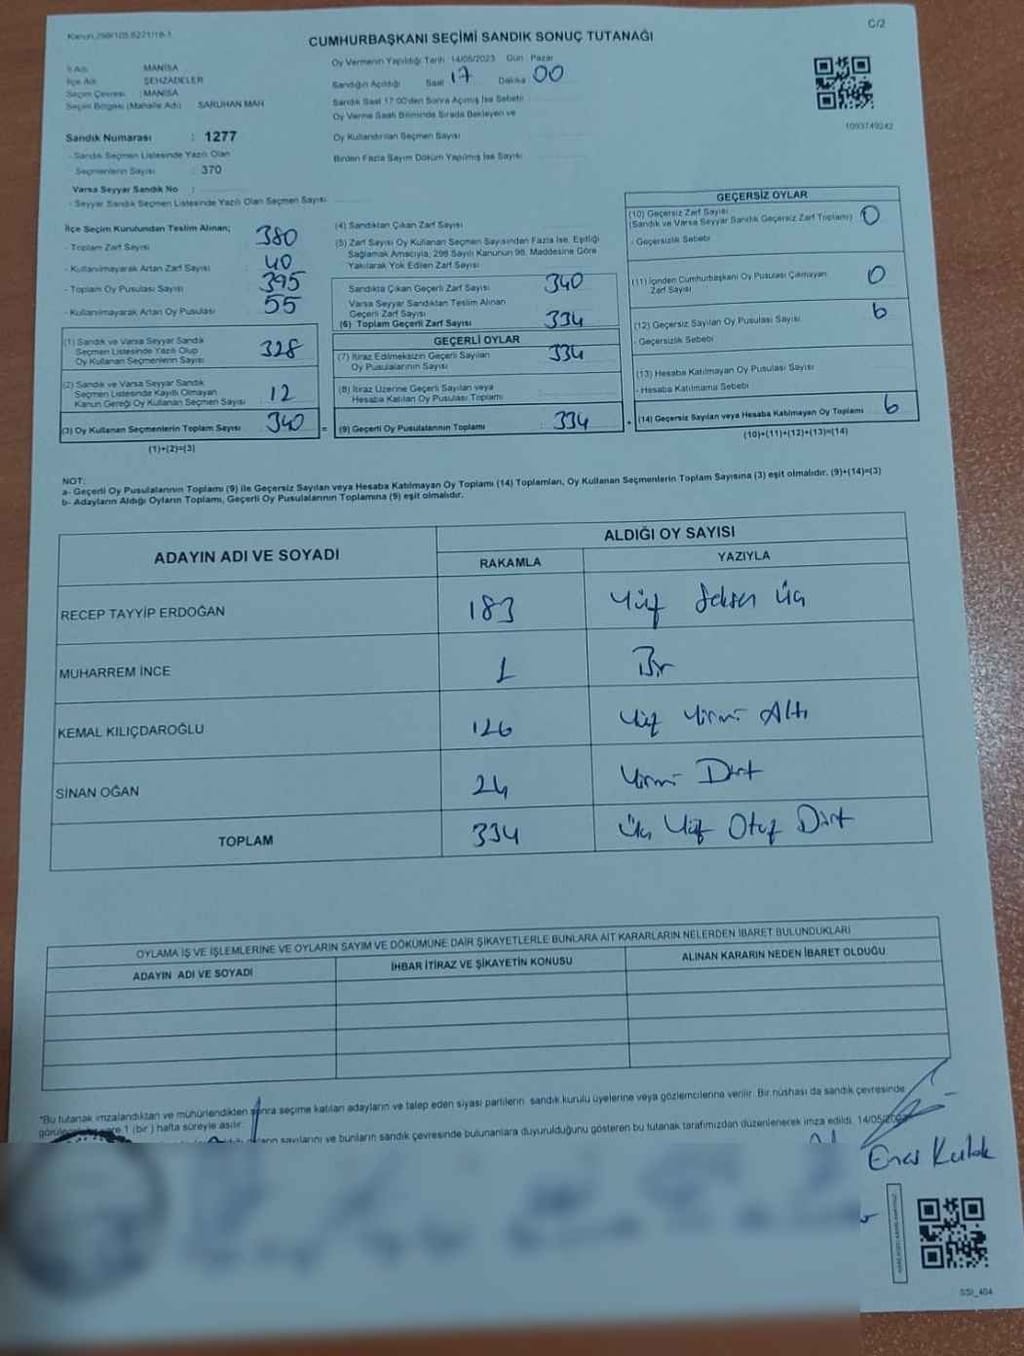 C/2
CUMHURBAŞKANI SEÇİMİ SANDIK SONUÇ TUTANAĞI
İl Adı : MANİSA
İlçe Adı : ŞEHZADELER
Seçim Çevresi : MANİSA
Seçim Bölgesi (Mahalle Adı) : SARUHAN MAH
Sandık Numarası : 1277
- Sandık Seçmen Listesinde Yazılı Olan
Seçmenlerin Sayısı : 370
Varsa Seyyar Sandık No :
- Seyyar Sandık Seçmen Listesinde Yazılı Olan Seçmen Sayısı
Oy Vermenin Yapıldığı Tarih 14/05/2023 Gün Pazar
Sandığın Açıldığı Saat 17 Dakika 00
Sandık Saat 17:00'den Sonra Açılmış İse Sebebi
Oy Verme Saati Bitiminde Sırada Bekleyen ve
Oy Kullandırılan Seçmen Sayısı
Birden Fazla Sayım Döküm Yapılmış İse Sayısı
1093749242
İlçe Seçim Kurulundan Teslim Alınan;
- Toplam Zarf Sayısı 380
- Kullanılmayarak Artan Zarf Sayısı 40
- Toplam Oy Pusulası Sayısı 395
- Kullanılmayarak Artan Oy Pusulası 55
(1) Sandık ve Varsa Seyyar Sandık
Seçmen Listesinde Yazılı Olup
Oy Kullanan Seçmenlerin Sayısı 328
(2) Sandık ve Varsa Seyyar Sandık
Seçmen Listesinde Kayıtlı Olmayan
Kanun Gereği Oy Kullanan Seçmen Sayısı 12
(3) Oy Kullanan Seçmenlerin Toplam Sayısı 340 =
(1)+(2)=(3)
(4) Sandıktan Çıkan Zarf Sayısı
(5) Zarf Sayısı Oy Kullanan Seçmen Sayısından Fazla İse, Eşitliği
Sağlamak Amacıyla; 298 Sayılı Kanunun 98. Maddesine Göre
Yakılarak Yok Edilen Zarf Sayısı
Sandıkta Çıkan Geçerli Zarf Sayısı 340
Varsa Seyyar Sandıktan Teslim Alınan
Geçerli Zarf Sayısı
(6) Toplam Geçerli Zarf Sayısı 334
GEÇERLİ OYLAR
(7) İtiraz Edilmeksizin Geçerli Sayılan
Oy Pusulalarının Sayısı 334
(8) İtiraz Üzerine Geçerli Sayılan veya
Hesaba Katılan Oy Pusulası Toplamı
(9) Geçerli Oy Pusulalarının Toplamı : 334 +
GEÇERSİZ OYLAR
(10) Geçersiz Zarf Sayısı
(Sandık ve Varsa Seyyar Sandık Geçersiz Zarf Toplamı) 0
- Geçersizlik Sebebi
(11) İçinden Cumhurbaşkanı Oy Pusulası Çıkmayan
Zarf Sayısı 0
(12) Geçersiz Sayılan Oy Pusulası Sayısı 6
- Geçersizlik Sebebi
(13) Hesaba Katılmayan Oy Pusulası Sayısı
- Hesaba Katılmama Sebebi
(14) Geçersiz Sayılan veya Hesaba Katılmayan Oy Toplamı 6
(10)+(11)+(12)+(13)=(14)
NOT:
a- Geçerli Oy Pusulalarının Toplamı (9) ile Geçersiz Sayılan veya Hesaba Katılmayan Oy Toplamı (14) Toplamları, Oy Kullanan Seçmenlerin Toplam Sayısına (3) eşit olmalıdır. (9)+(14)=(3)
b- Adayların Aldığı Oyların Toplamı, Geçerli Oy Pusulalarının Toplamına (9) eşit olmalıdır.
ADAYIN ADI VE SOYADI
ALDIĞI OY SAYISI
RAKAMLA YAZIYLA
RECEP TAYYİP ERDOĞAN 183 Yüz Seksen Üç
MUHARREM İNCE 1 Bir
KEMAL KILIÇDAROĞLU 126 Yüz Yirmi Altı
SİNAN OĞAN 24 Yirmi Dört
TOPLAM 334 Üç Yüz Otuz Dört
OYLAMA İŞ VE İŞLEMLERİNE VE OYLARIN SAYIM VE DÖKÜMÜNE DAİR ŞİKAYETLERLE BUNLARA AİT KARARLARIN NELERDEN İBARET BULUNDUKLARI
ADAYIN ADI VE SOYADI İHBAR İTİRAZ VE ŞİKAYETİN KONUSU ALINAN KARARIN NEDEN İBARET OLDUĞU
*Bu tutanak imzalandıktan ve mühürlendikten sonra seçime katılan adayların ve talep eden siyasi partilerin, sandık kurulu üyelerine veya gözlemcilerine verilir. Bir nüshası da sandık çevresinde
1 (bir) hafta süreyle asılır.
sayılarını ve bunların sandık çevresinde bulunanlara duyurulduğunu gösteren bu tutanak tarafımızdan düzenlenerek imza edildi. 14/05/2023
SSI_404